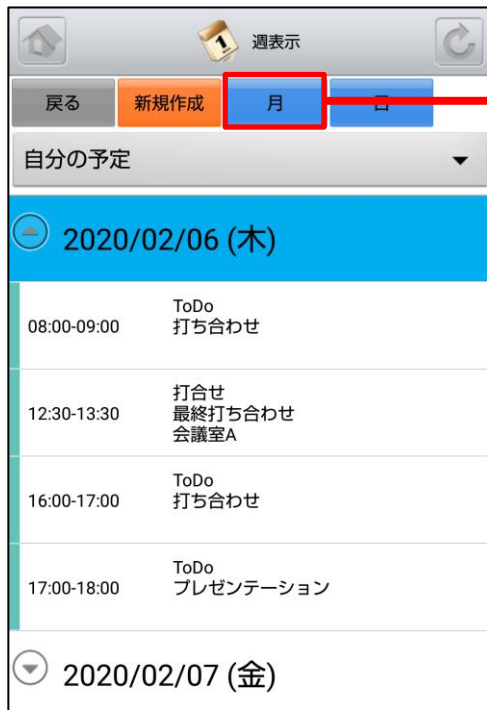 1 週表示
戻る 新規作成 月 日
自分の予定
2020/02/06 (木)
ToDo
08:00-09:00 打ち合わせ
打合せ
12:30-13:30 最終打ち合わせ
会議室A
ToDo
16:00-17:00 打ち合わせ
ToDo
17:00-18:00 プレゼンテーション
2020/02/07 (金)